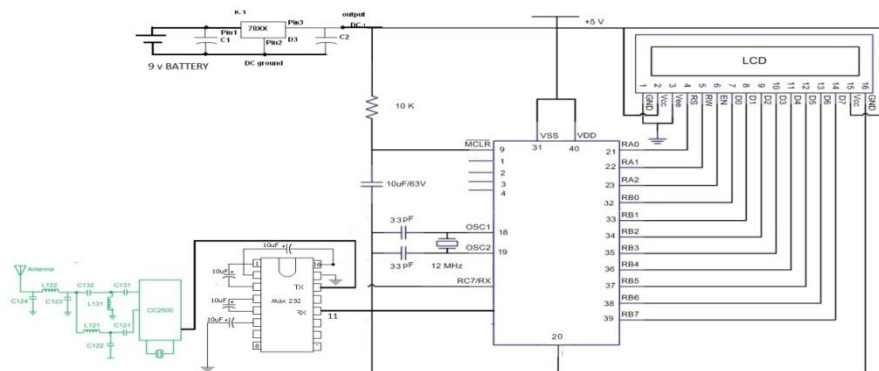 output
Pin1 78XX Pin3 DC :
C1 Pin2 D3 C2
9 v BATTERY DC ground
+5 V
LCD
1 2 3 4 5 6 7 8 9 10 11 12 13 14 15 16
GND Vcc Vee RS RW EN D0 D1 D2 D3 D4 D5 D6 D7 Vcc GND
10 K
VSS VDD
31 40
MCLR 9
1
2
3
4
10uF/63V
33pF
OSC1 18
OSC2 19
33 pF 12 MHz
RC7/RX
20
21 RA0
22 RA1
23 RA2
32 RB0
33 RB1
34 RB2
35 RB3
36 RB4
37 RB5
38 RB6
39 RB7
10uF +
1
10uF +
TX
Max 232
10uF +
RX
11
10uF +
8
Antenna
L122 C132 C131
C124 C123 L131
CC2500
L121 C121
C122